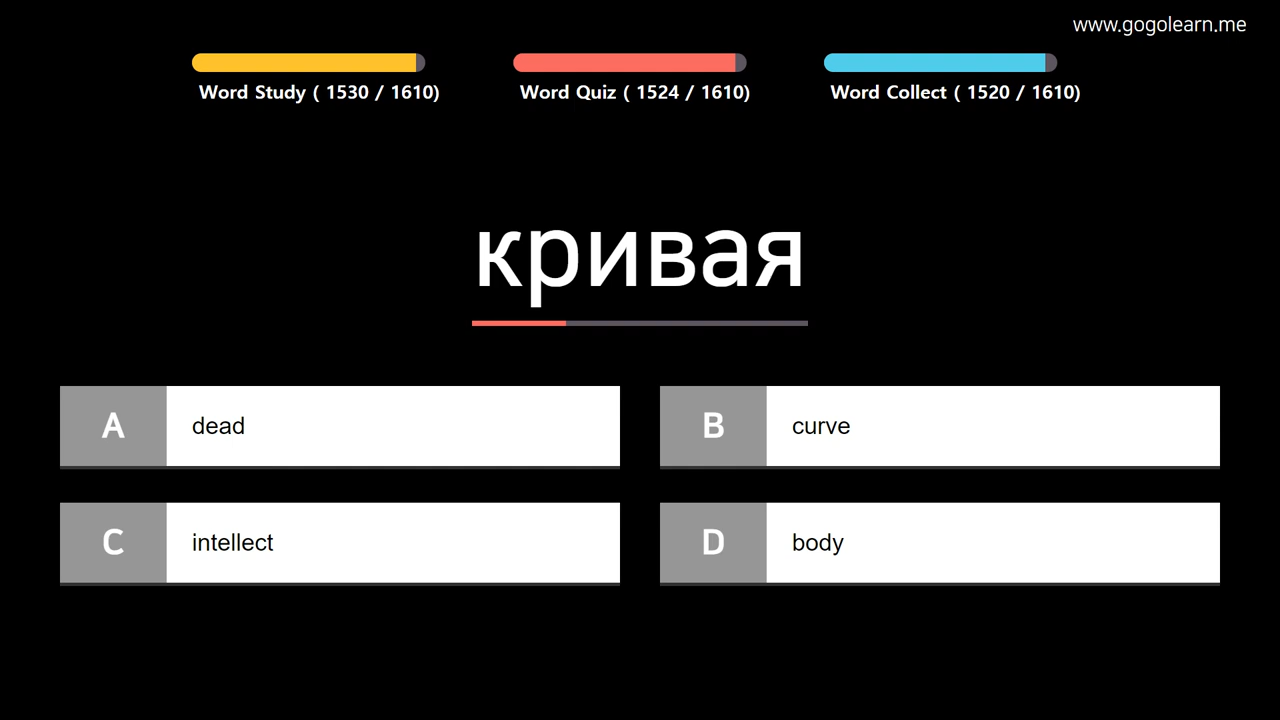 www.gogolearn.me
Word Study ( 1530 / 1610)
Word Quiz ( 1524 / 1610)
Word Collect ( 1520 / 1610)
кривая
A dead
B curve
C intellect
D body